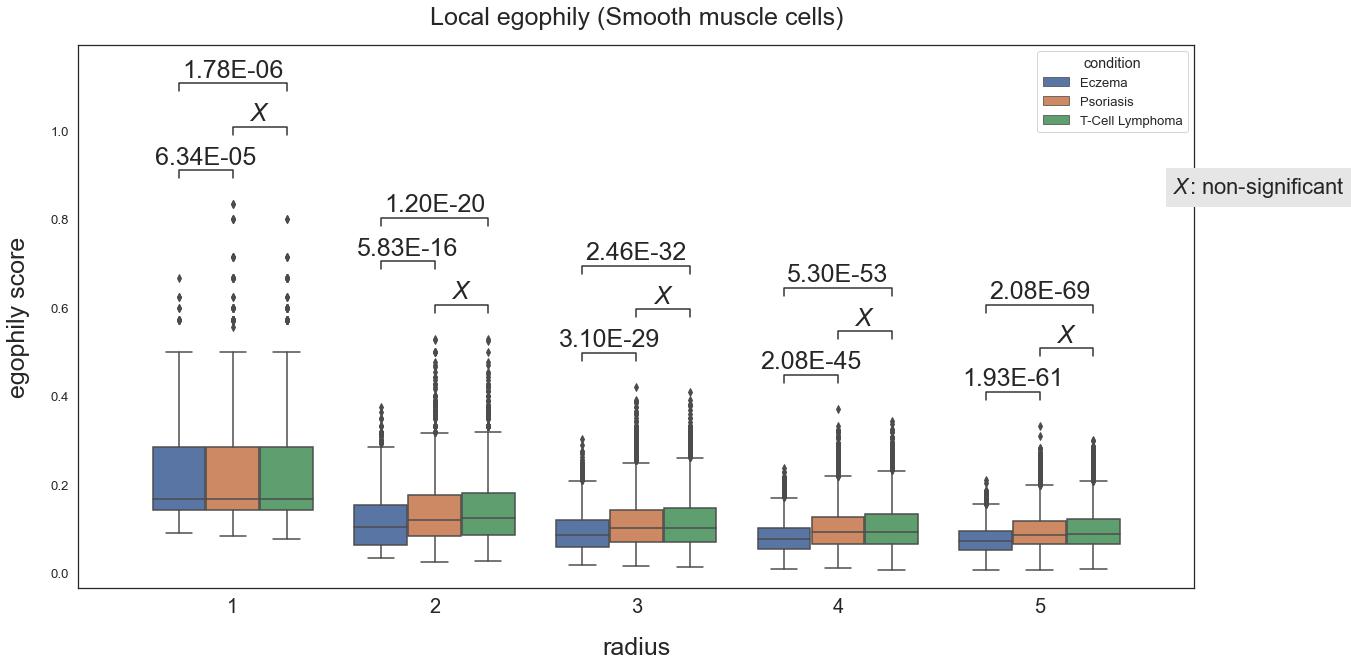 Local egophily (Smooth muscle cells)
condition
Eczema
Psoriasis
T-Cell Lymphoma
X: non-significant
1.78E-06
X
6.34E-05
1.20E-20
5.83E-16
X
2.46E-32
X
3.10E-29
5.30E-53
X
2.08E-45
2.08E-69
X
1.93E-61
egophily score
1.0
0.8
0.6
0.4
0.2
0.0
1 2 3 4 5
radius